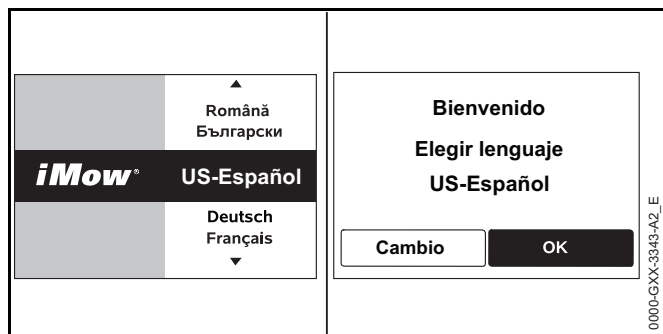 Română
Български
iMow®
US-Español
Deutsch
Français
Bienvenido
Elegir lenguaje
US-Español
Cambio
OK
0000-GXX-3343-A2_E